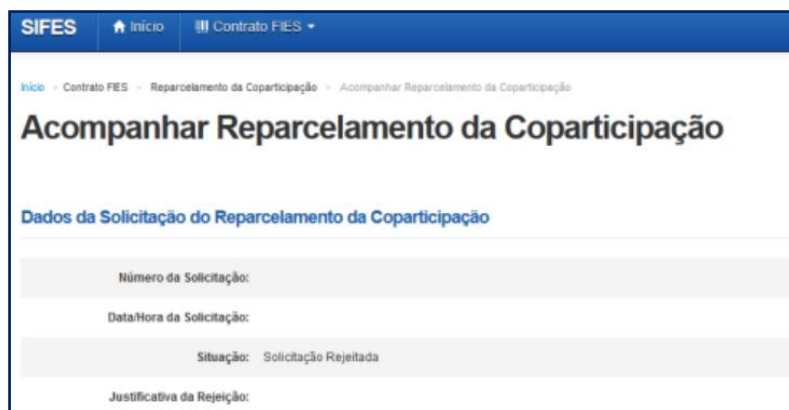 SIFES Início Contrato FIES
Início > Contrato FIES > Reparcelamento da Coparticipação > Acompanhar Reparcelamento da Coparticipação
Acompanhar Reparcelamento da Coparticipação
Dados da Solicitação do Reparcelamento da Coparticipação
Número da Solicitação:
Data/Hora da Solicitação:
Situação: Solicitação Rejeitada
Justificativa da Rejeição: